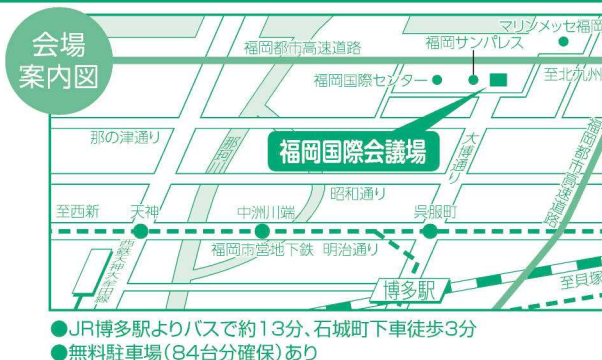 会場
案内図
マリンメッセ福岡
福岡都市高速道路
福岡サンパレス
福岡国際センター
至北九州
那の津通り
那珂川
福岡国際会議場
大博通り
福岡都市高速道路
昭和通り
至西新
天神
中洲川端
呉服町
福岡市営地下鉄 明治通り
西鉄天神大牟田線
博多駅
至貝塚
●JR博多駅よりバスで約13分、石城町下車徒歩3分
●無料駐車場(84台分確保)あり